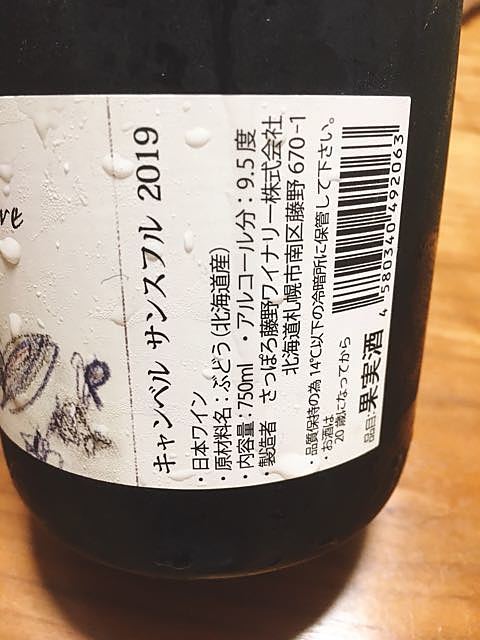 ve
キャンベル サンスフル 2019
・日本ワイン
・原材料名：ぶどう（北海道産）
・内容量：750ml ・アルコール分：9.5度
・製造者 さっぽろ藤野ワイナリー株式会社
北海道札幌市南区藤野 670-1
・品質保持の為 14℃以下の冷暗所に保管して下さい。
・お酒は
20歳になってから
品目:果実酒
4 580340 492063